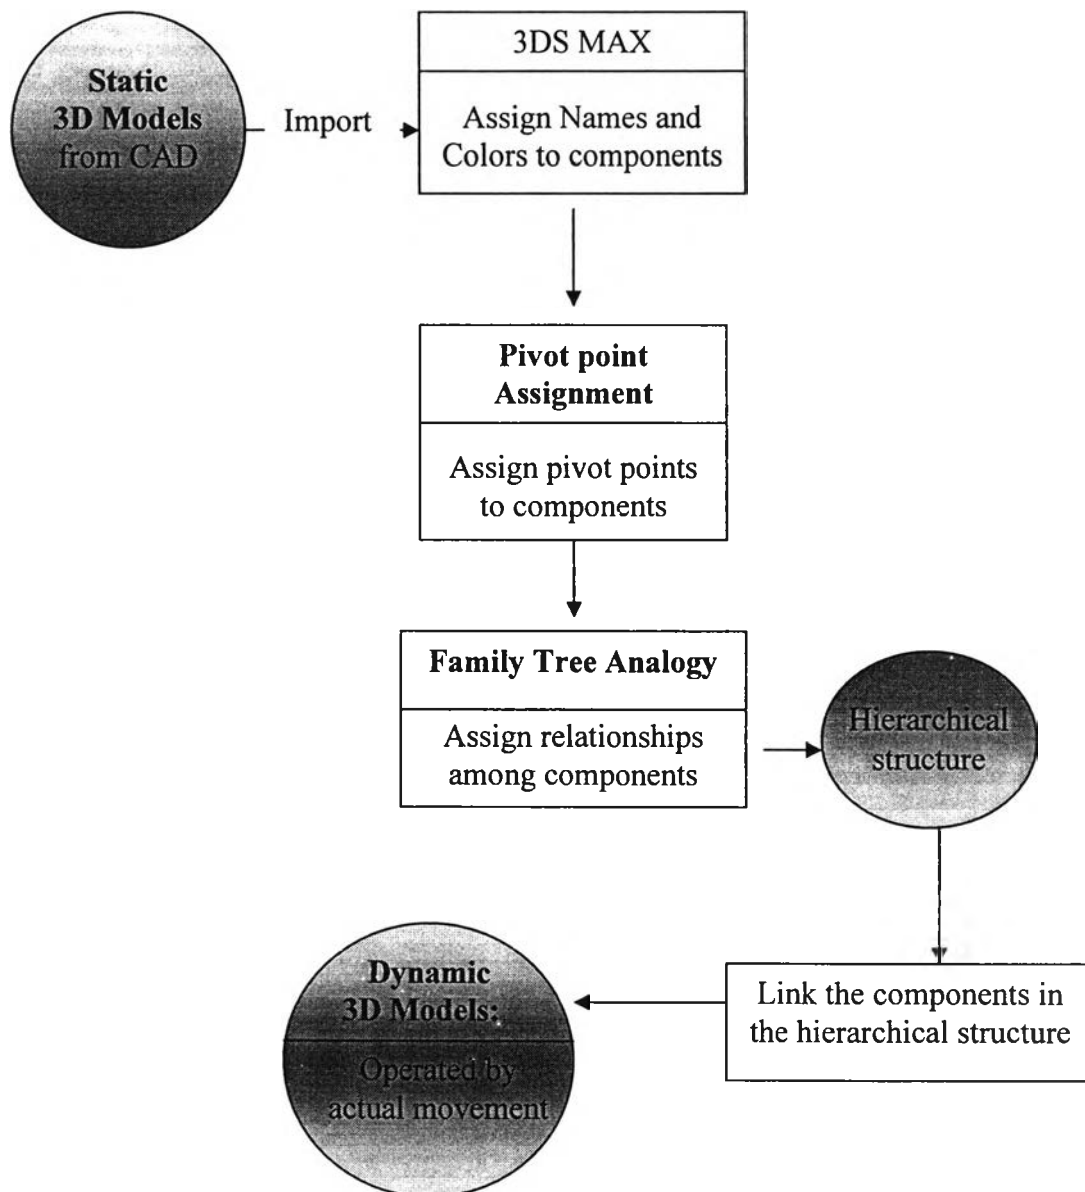 Static
3D Models
from CAD
Import
3DS MAX
Assign Names and
Colors to components
Pivot point
Assignment
Assign pivot points
to components
Family Tree Analogy
Assign relationships
among components
Hierarchical
structure
Link the components in
the hierarchical structure
Dynamic
3D Models:
Operated by
actual movement